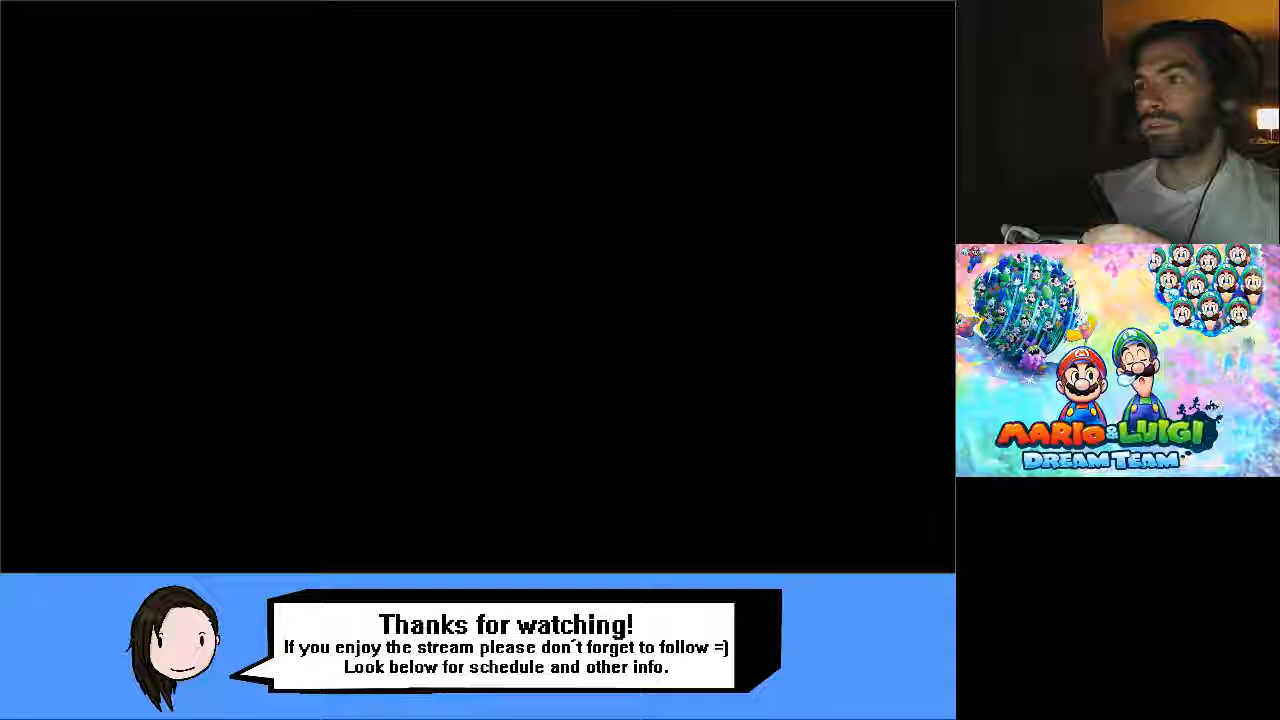 MARIO & LUIGI
DREAM TEAM
Thanks for watching!
If you enjoy the stream please don´t forget to follow =)
Look below for schedule and other info.